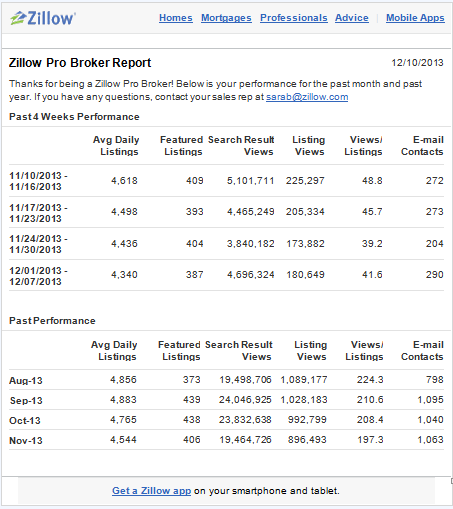 Zillow Homes Mortgages Professionals Advice Mobile Apps
Zillow Pro Broker Report 12/10/2013
Thanks for being a Zillow Pro Broker! Below is your performance for the past month and past
year. If you have any questions, contact your sales rep at sarab@zillow.com
Past 4 Weeks Performance
Avg Daily Featured Search Result Listing Views/ E-mail
Listings Listings Views Views Listings Contacts
11/10/2013 -
11/16/2013 4,618 409 5,101,711 225,297 48.8 272
11/17/2013 -
11/23/2013 4,498 393 4,465,249 205,334 45.7 273
11/24/2013 -
11/30/2013 4,436 404 3,840,182 173,882 39.2 204
12/01/2013 -
12/07/2013 4,340 387 4,696,324 180,649 41.6 290
Past Performance
Avg Daily Featured Search Result Listing Views/ E-mail
Listings Listings Views Views Listings Contacts
Aug-13 4,856 373 19,498,706 1,089,177 224.3 798
Sep-13 4,883 439 24,046,925 1,028,183 210.6 1,095
Oct-13 4,765 438 23,832,638 992,799 208.4 1,040
Nov-13 4,544 406 19,464,726 896,493 197.3 1,063
Get a Zillow app on your smartphone and tablet.